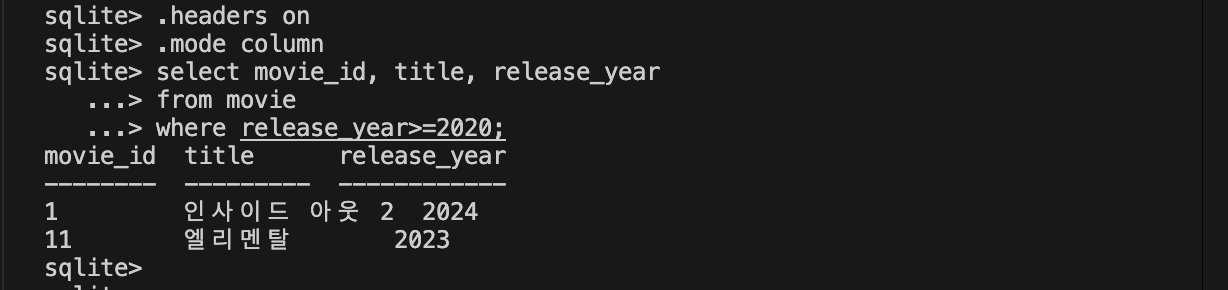 sqlite> .headers on
sqlite> .mode column
sqlite> select movie_id, title, release_year
   ...> from movie
   ...> where release_year>=2020;
movie_id  title      release_year
--------  ---------  ------------
1         인사이드 아웃 2  2024
11        엘리멘탈       2023
sqlite>